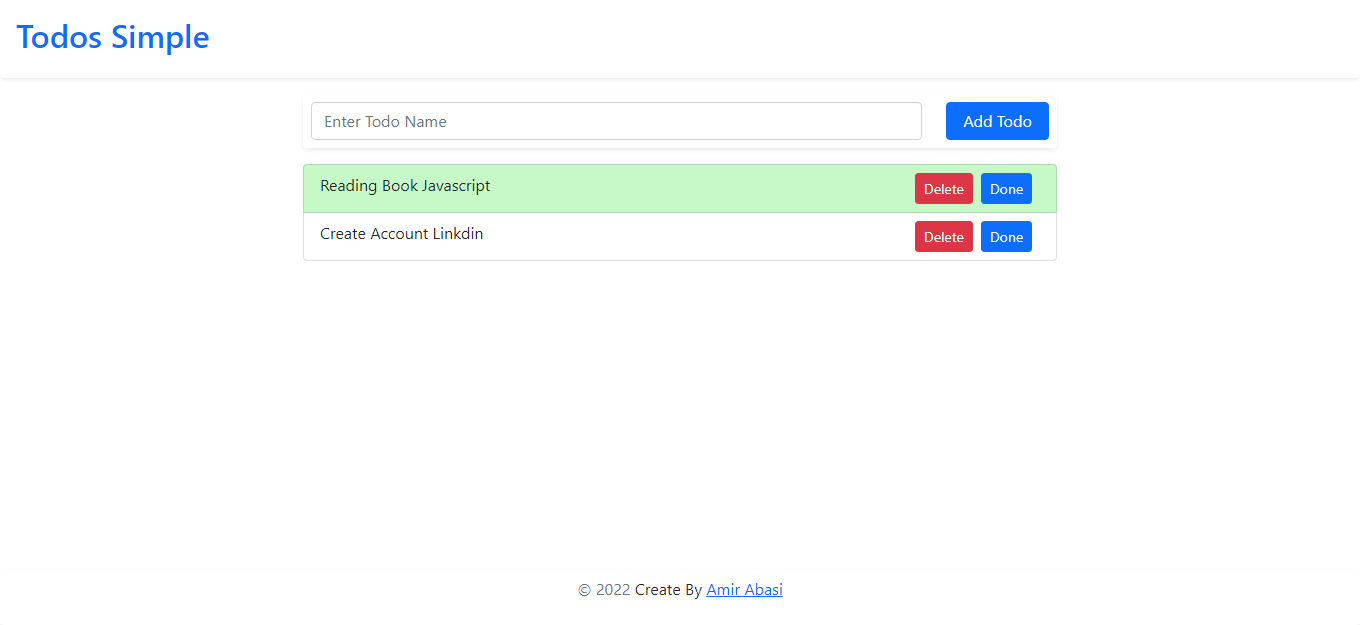 Todos Simple
Enter Todo Name Add Todo
Reading Book Javascript Delete Done
Create Account Linkdin Delete Done
© 2022 Create By Amir Abasi